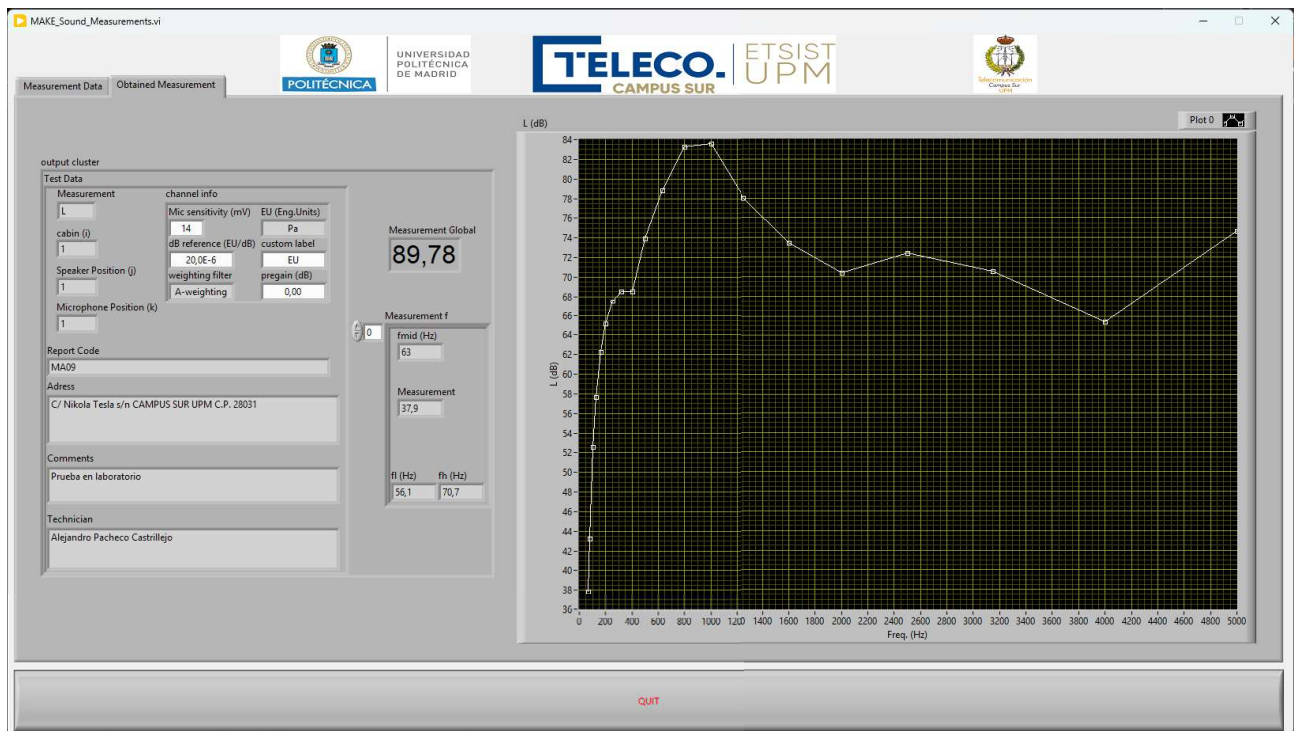 MAKE_Sound_Measurements.vi
POLITÉCNICA
UNIVERSIDAD
POLITÉCNICA
DE MADRID
TELECO.
CAMPUS SUR
ETSIST
UPM
Telecomunicación
Campus Sur
UPM
Measurement Data
Obtained Measurement
output cluster
Test Data
Measurement
L
cabin (i)
1
Speaker Position (j)
1
Microphone Position (k)
1
channel info
Mic sensitivity (mV)
EU (Eng.Units)
14
Pa
dB reference (EU/dB)
custom label
20,0E-6
EU
weighting filter
pregain (dB)
A-weighting
0,00
Report Code
MA09
Adress
C/ Nikola Tesla s/n CAMPUS SUR UPM C.P. 28031
Comments
Prueba en laboratorio
Technician
Alejandro Pacheco Castrillejo
Measurement Global
89,78
Measurement f
0
fmid (Hz)
63
Measurement
37,9
fl (Hz)
fh (Hz)
56,1
70,7
L (dB)
Plot 0
84
82
80
78
76
74
72
70
68
66
64
62
60
58
56
54
52
50
48
46
44
42
40
38
36
L (dB)
0 200 400 600 800 1000 1200 1400 1600 1800 2000 2200 2400 2600 2800 3000 3200 3400 3600 3800 4000 4200 4400 4600 4800 5000
Freq. (Hz)
QUIT